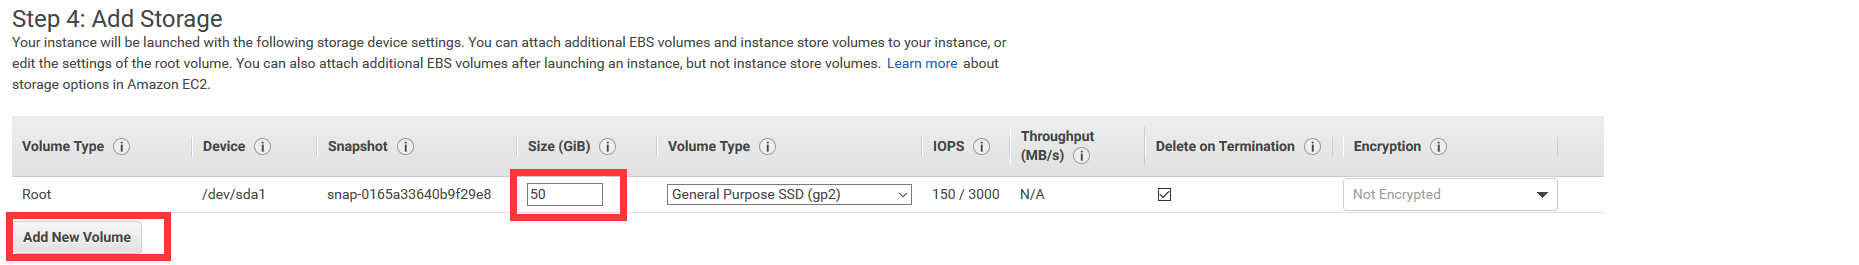 Step 4: Add Storage
Your instance will be launched with the following storage device settings. You can attach additional EBS volumes and instance store volumes to your instance, or
edit the settings of the root volume. You can also attach additional EBS volumes after launching an instance, but not instance store volumes. Learn more about
storage options in Amazon EC2.
Volume Type i Device i Snapshot i Size (GiB) i Volume Type i IOPS i Throughput (MB/s) i Delete on Termination i Encryption i
Root /dev/sda1 snap-0165a33640b9f29e8 50 General Purpose SSD (gp2) 150 / 3000 N/A Not Encrypted
Add New Volume